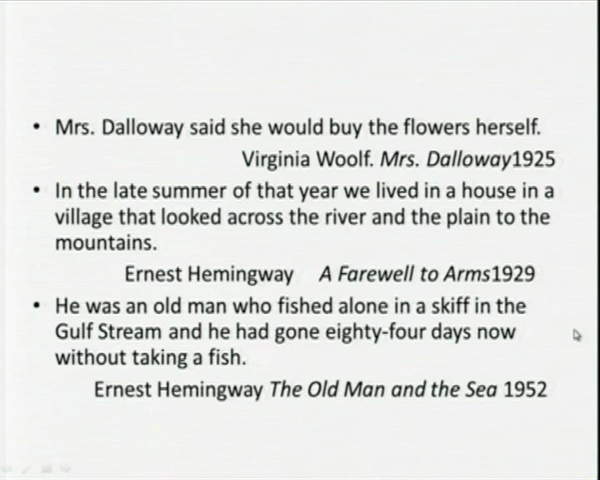 • Mrs. Dalloway said she would buy the flowers herself.
Virginia Woolf. Mrs. Dalloway1925
• In the late summer of that year we lived in a house in a
village that looked across the river and the plain to the
mountains.
Ernest Hemingway A Farewell to Arms1929
• He was an old man who fished alone in a skiff in the
Gulf Stream and he had gone eighty-four days now
without taking a fish.
Ernest Hemingway The Old Man and the Sea 1952